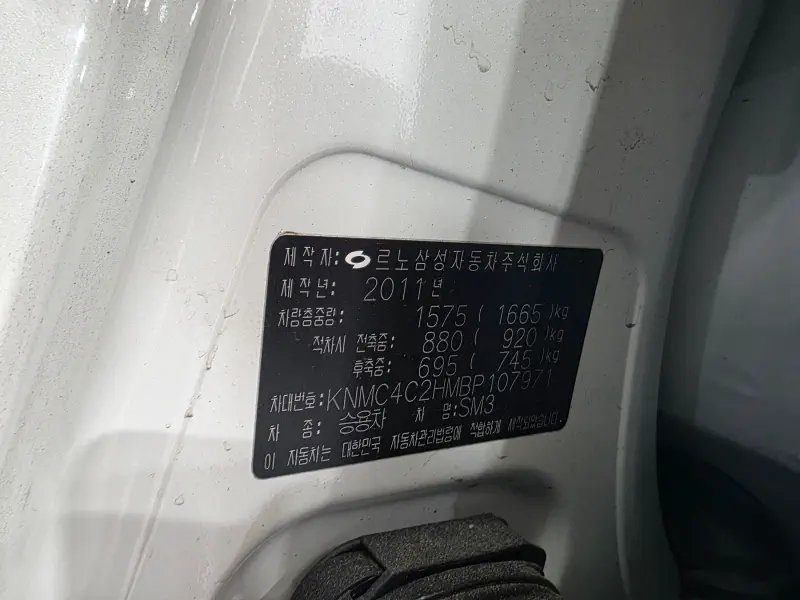 제작자: 르노삼성자동차주식회사
제작년: 2011년
차량총중량: 1575 ( 1665 )kg
적차시 전축중: 880 ( 920 )kg
후축중: 695 ( 745 )kg
차대번호: KNMC4C2HMBP107971
차 종: 승용차 차 명: SM3
이 자동차는 대한민국 자동차관리법령에 적합하게 제작되었습니다.